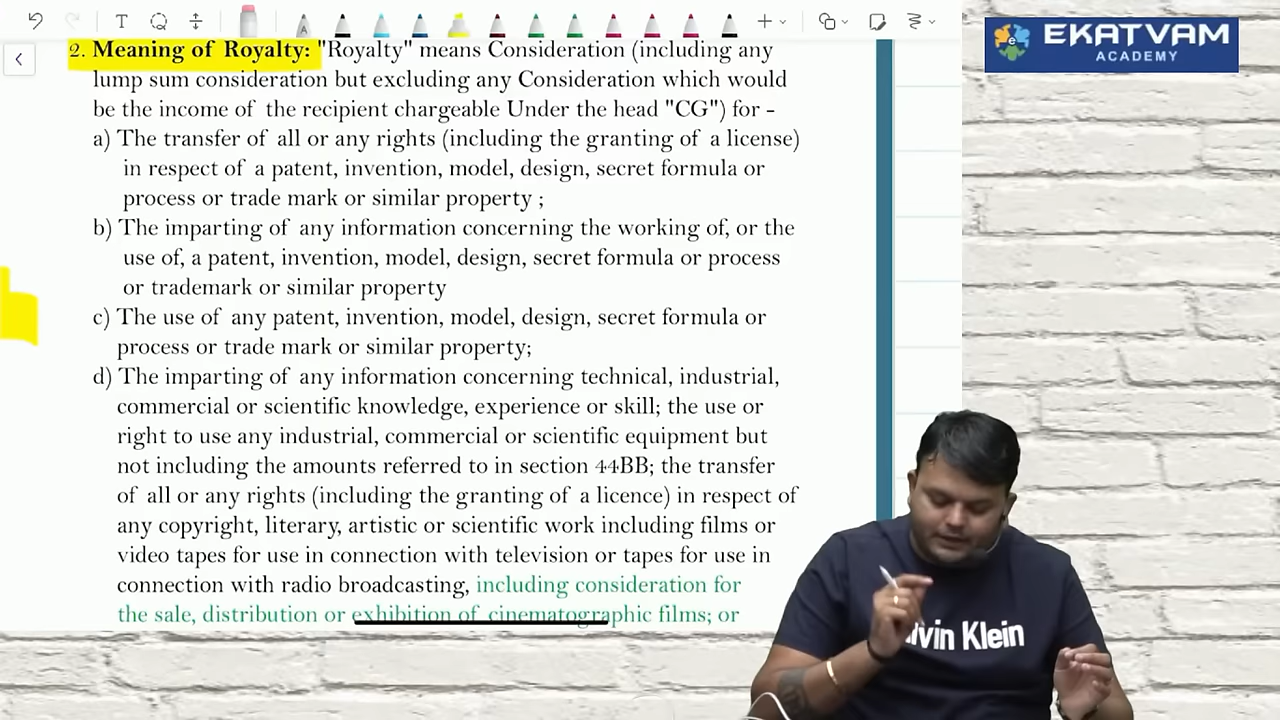 T
A
EKATVAM
ACADEMY
2. Meaning of Royalty: "Royalty" means Consideration (including any
lump sum consideration but excluding any Consideration which would
be the income of the recipient chargeable Under the head "CG") for -
a) The transfer of all or any rights (including the granting of a license)
in respect of a patent, invention, model, design, secret formula or
process or trade mark or similar property ;
b) The imparting of any information concerning the working of, or the
use of, a patent, invention, model, design, secret formula or process
or trademark or similar property
c) The use of any patent, invention, model, design, secret formula or
process or trade mark or similar property;
d) The imparting of any information concerning technical, industrial,
commercial or scientific knowledge, experience or skill; the use or
right to use any industrial, commercial or scientific equipment but
not including the amounts referred to in section 44BB; the transfer
of all or any rights (including the granting of a licence) in respect of
any copyright, literary, artistic or scientific work including films or
video tapes for use in connection with television or tapes for use in
connection with radio broadcasting, including consideration for
the sale, distribution or exhibition of cinematographic films; or
Klein